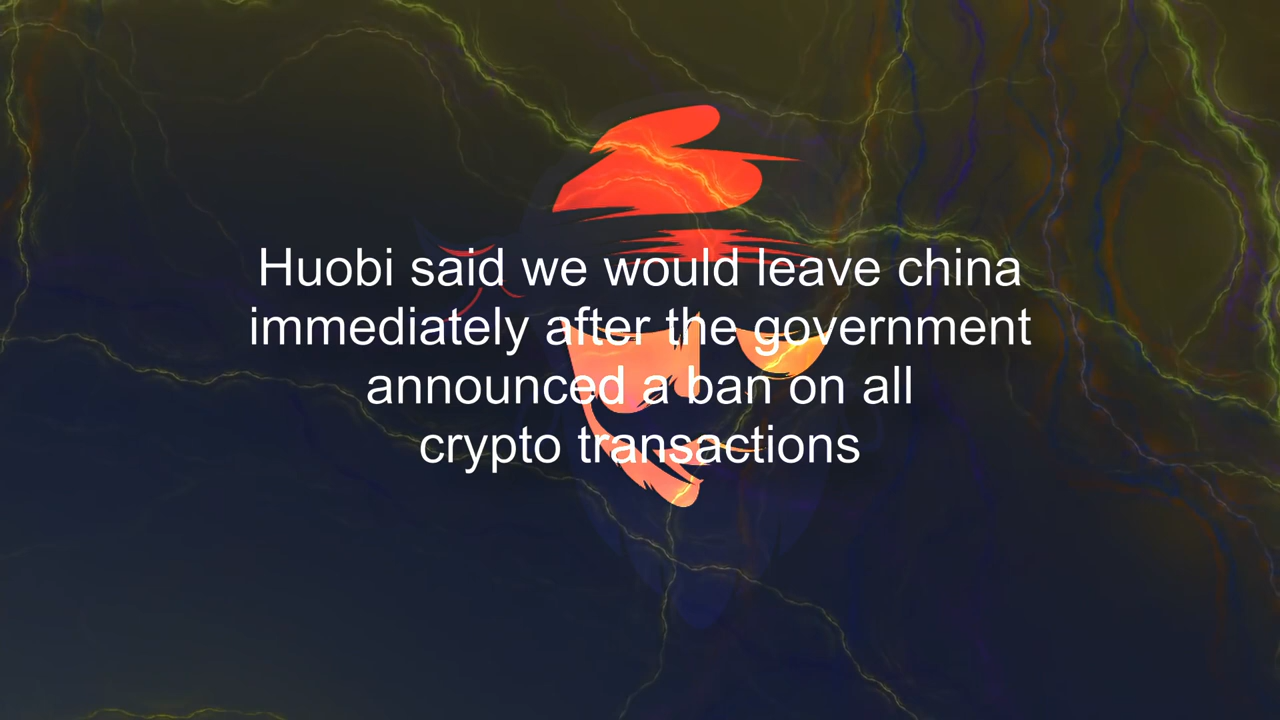 Huobi said we would leave china
immediately after the government
announced a ban on all
crypto transactions